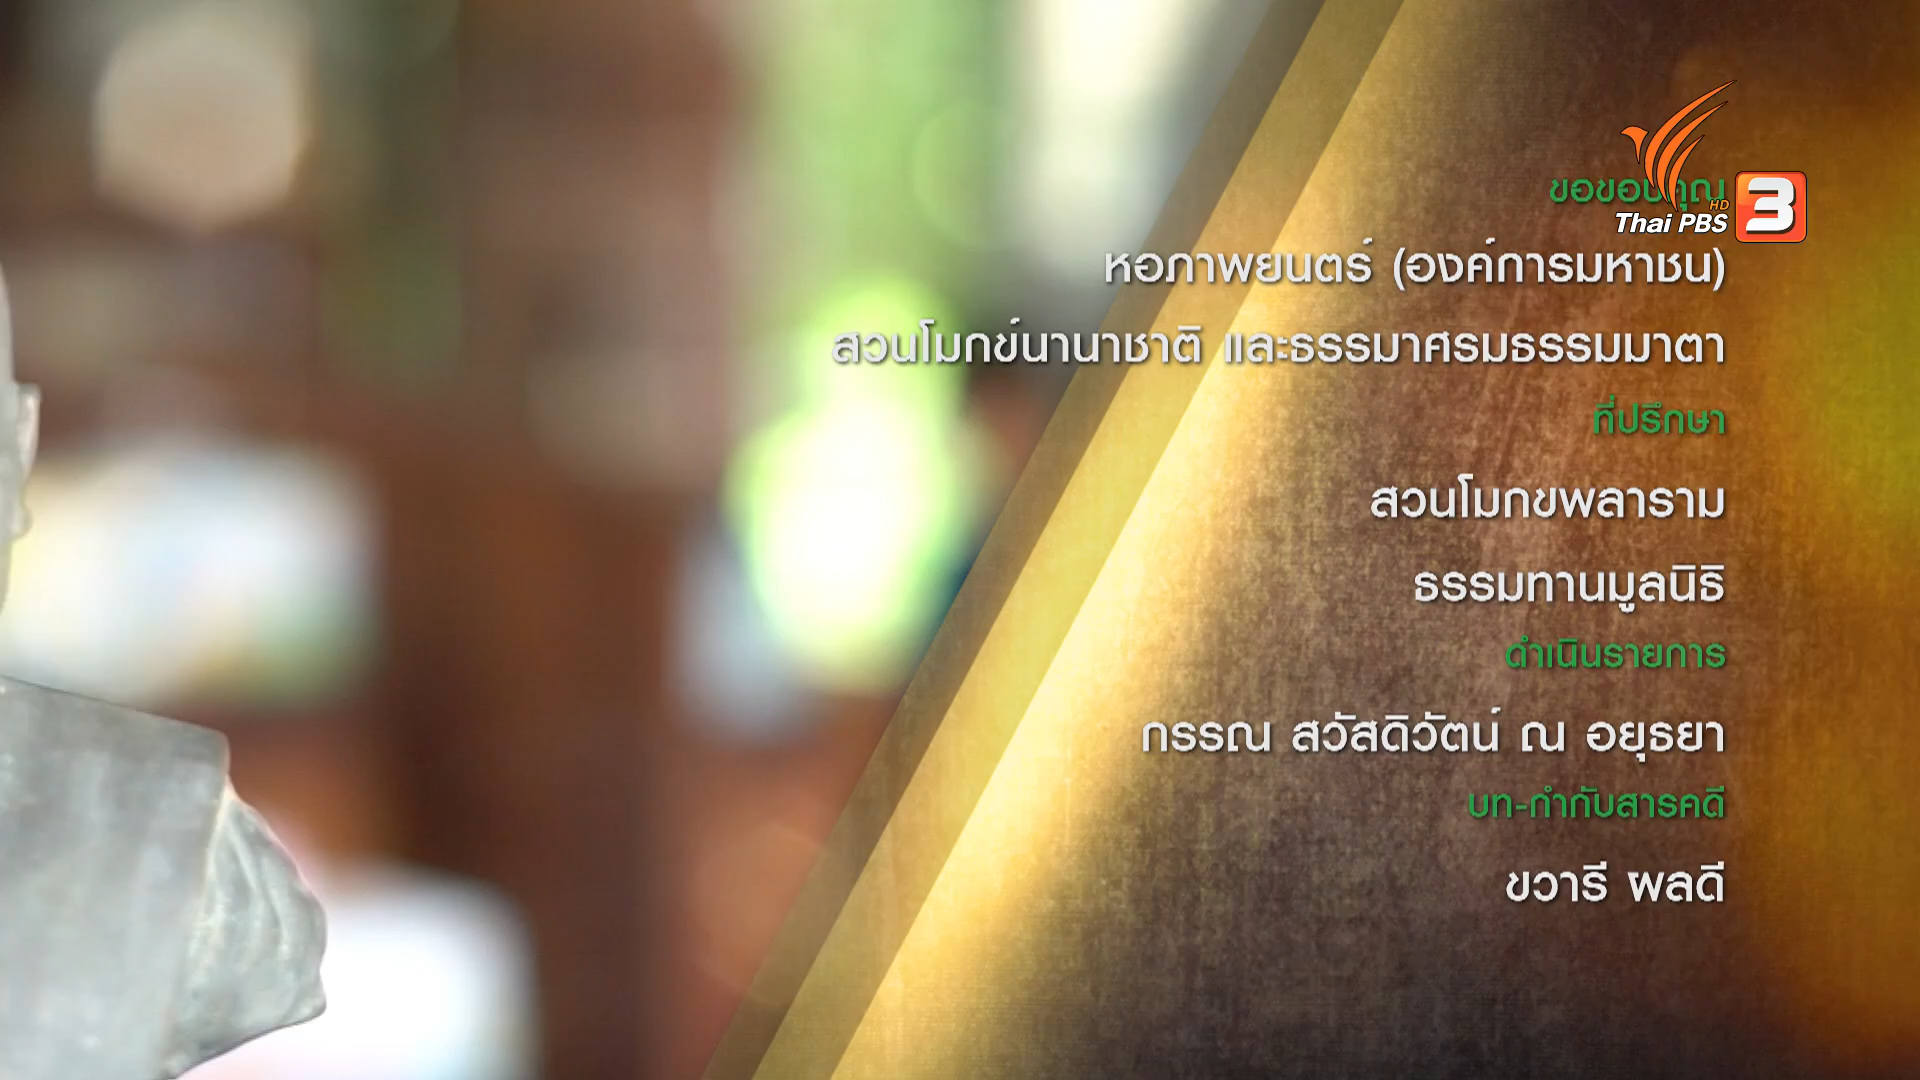 ขอขอบคุณ
HD
Thai PBS 3
หอภาพยนตร์ (องค์การมหาชน)
สวนโมกข์นานาชาติ และธรรมาศรมธรรมมาตา
ที่ปรึกษา
สวนโมกขพลาราม
ธรรมทานมูลนิธิ
ดำเนินรายการ
กรรณ สวัสดิวัตน์ ณ อยุธยา
บท-กำกับสารคดี
ขวารี ผลดี